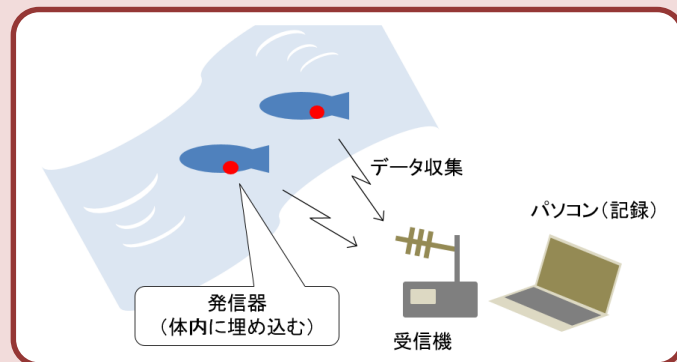 データ収集
パソコン（記録）
発信器
（体内に埋め込む）
受信機